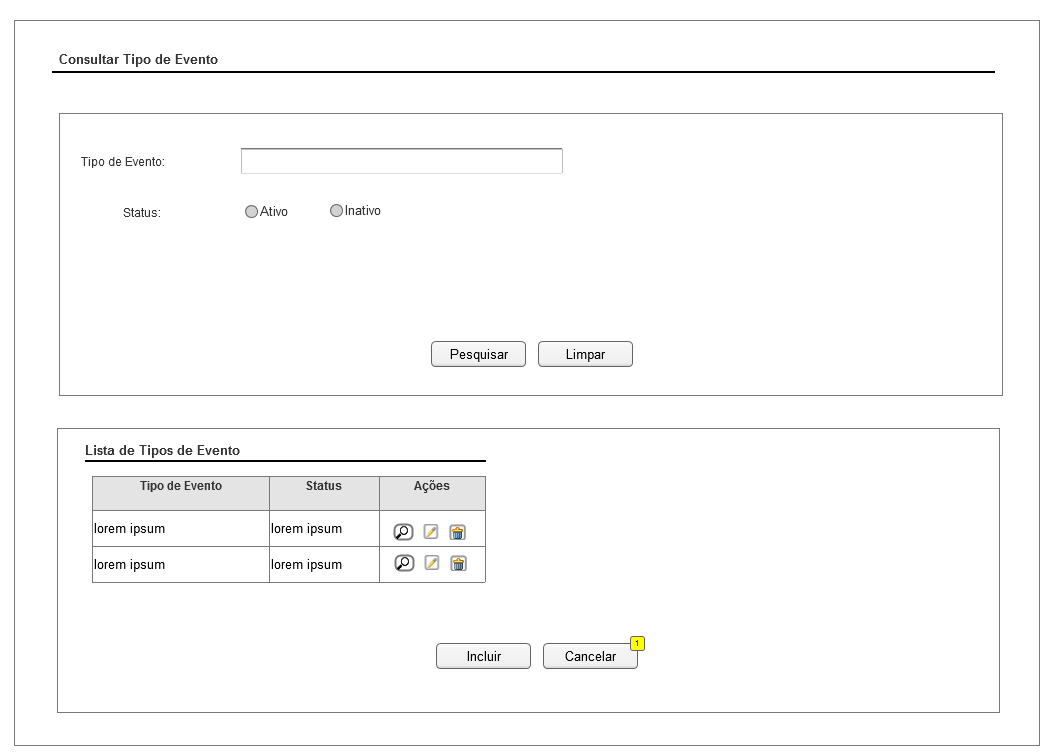 Consultar Tipo de Evento
Tipo de Evento:
Status: Ativo Inativo
Pesquisar Limpar
Lista de Tipos de Evento
Tipo de Evento Status Ações
lorem ipsum lorem ipsum
lorem ipsum lorem ipsum
1
Incluir Cancelar